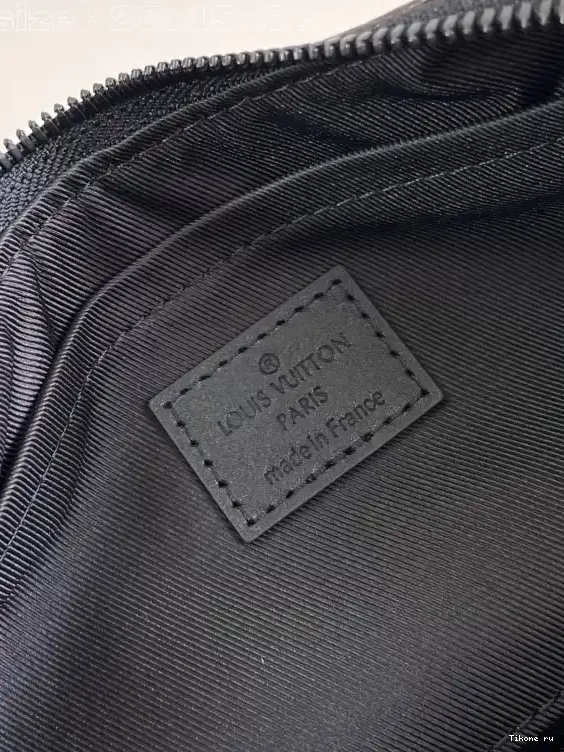 ®
LOUIS VUITTON
PARIS
made in France
Tikone ru